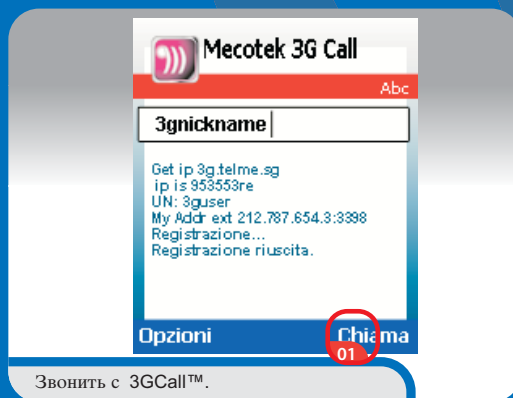 Mecotek 3G Call
Abc
3gnickname
Get ip 3g.telme.sg
ip is 953553re
UN: 3guser
My Addr ext 212.787.654.3:3398
Registrazione...
Registrazione riuscita.
Opzioni Chiama
01
Звонить с 3GCall™.